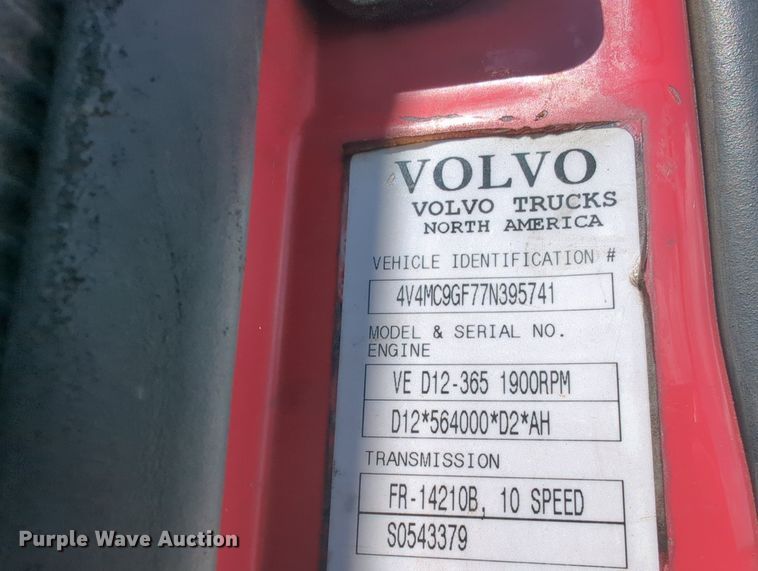 VOLVO
VOLVO TRUCKS
NORTH AMERICA
VEHICLE IDENTIFICATION #
4V4MC9GF77N395741
MODEL & SERIAL NO.
ENGINE
VE D12-365 1900RPM
D12*564000*D2*AH
TRANSMISSION
FR-14210B, 10 SPEED
S0543379
Purple Wave Auction®